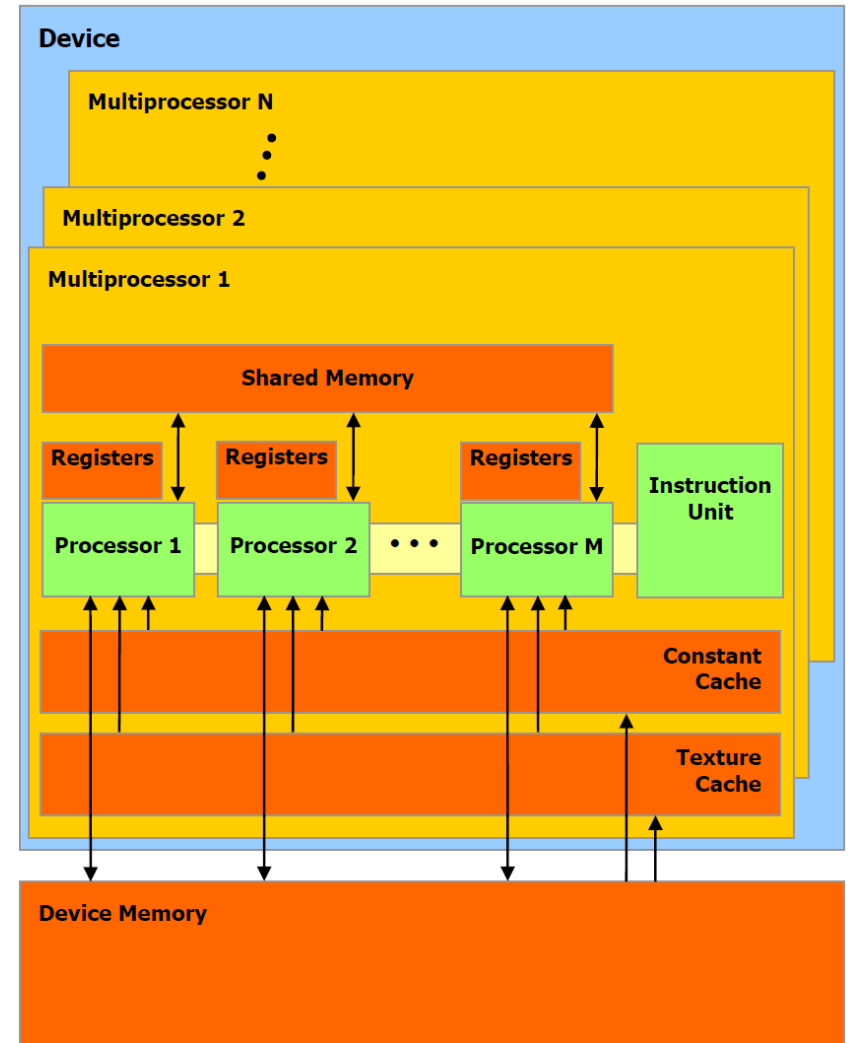 Device
Multiprocessor N
Multiprocessor 2
Multiprocessor 1
Shared Memory
Registers
Registers
Registers
Instruction
Unit
Processor 1
Processor 2
• • •
Processor M
Constant
Cache
Texture
Cache
Device Memory